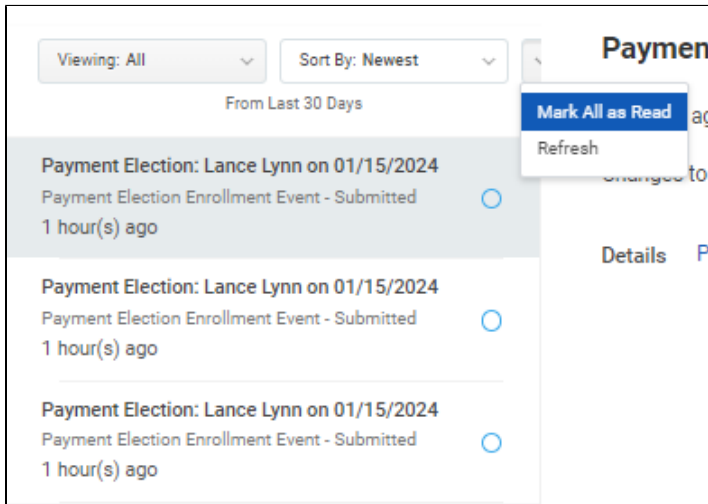 Viewing: All
Sort By: Newest
From Last 30 Days
Payment Election: Lance Lynn on 01/15/2024
Payment Election Enrollment Event - Submitted
1 hour(s) ago
Payment Election: Lance Lynn on 01/15/2024
Payment Election Enrollment Event - Submitted
1 hour(s) ago
Payment Election: Lance Lynn on 01/15/2024
Payment Election Enrollment Event - Submitted
1 hour(s) ago
Mark All as Read
Refresh
Paymen
ag
Changes to
Details P